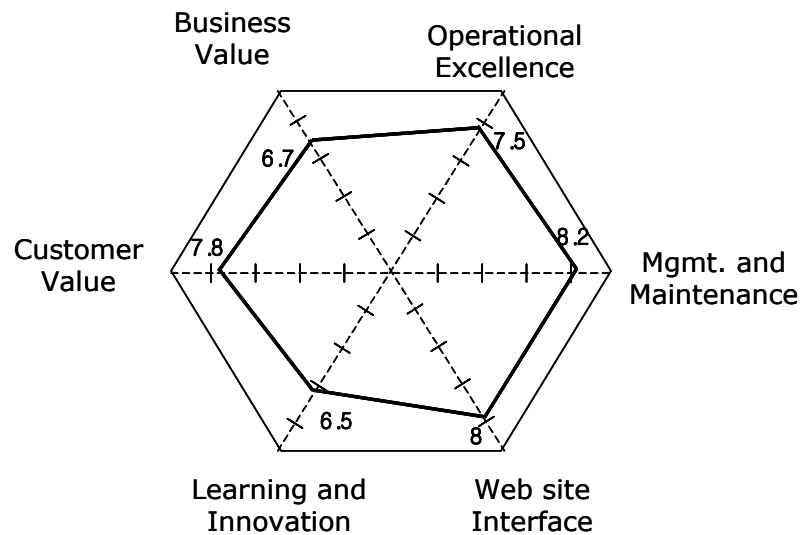 Business
Value
Operational
Excellence
6.7
7.5
7.8
8.2
Customer
Value
Mgmt. and
Maintenance
6.5
8
Learning and
Innovation
Web site
Interface